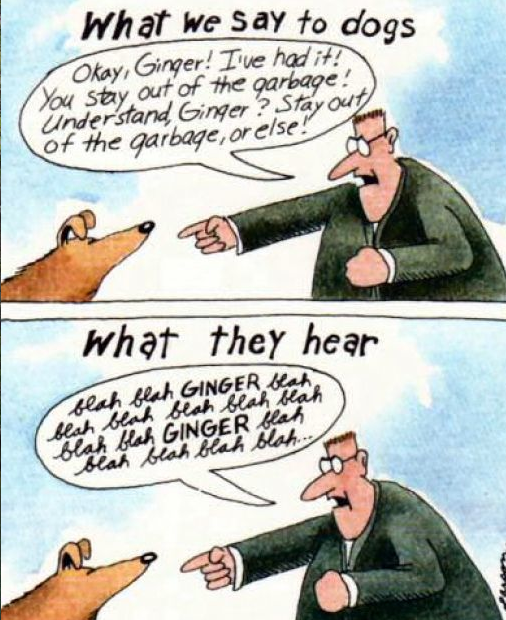 What we say to dogs
Okay, Ginger! I've had it!
You stay out of the garbage!
Understand, Ginger? Stay out
of the garbage, or else!
What they hear
blah blah GINGER blah
blah blah blah blah blah
blah blah GINGER blah
blah blah blah blah...